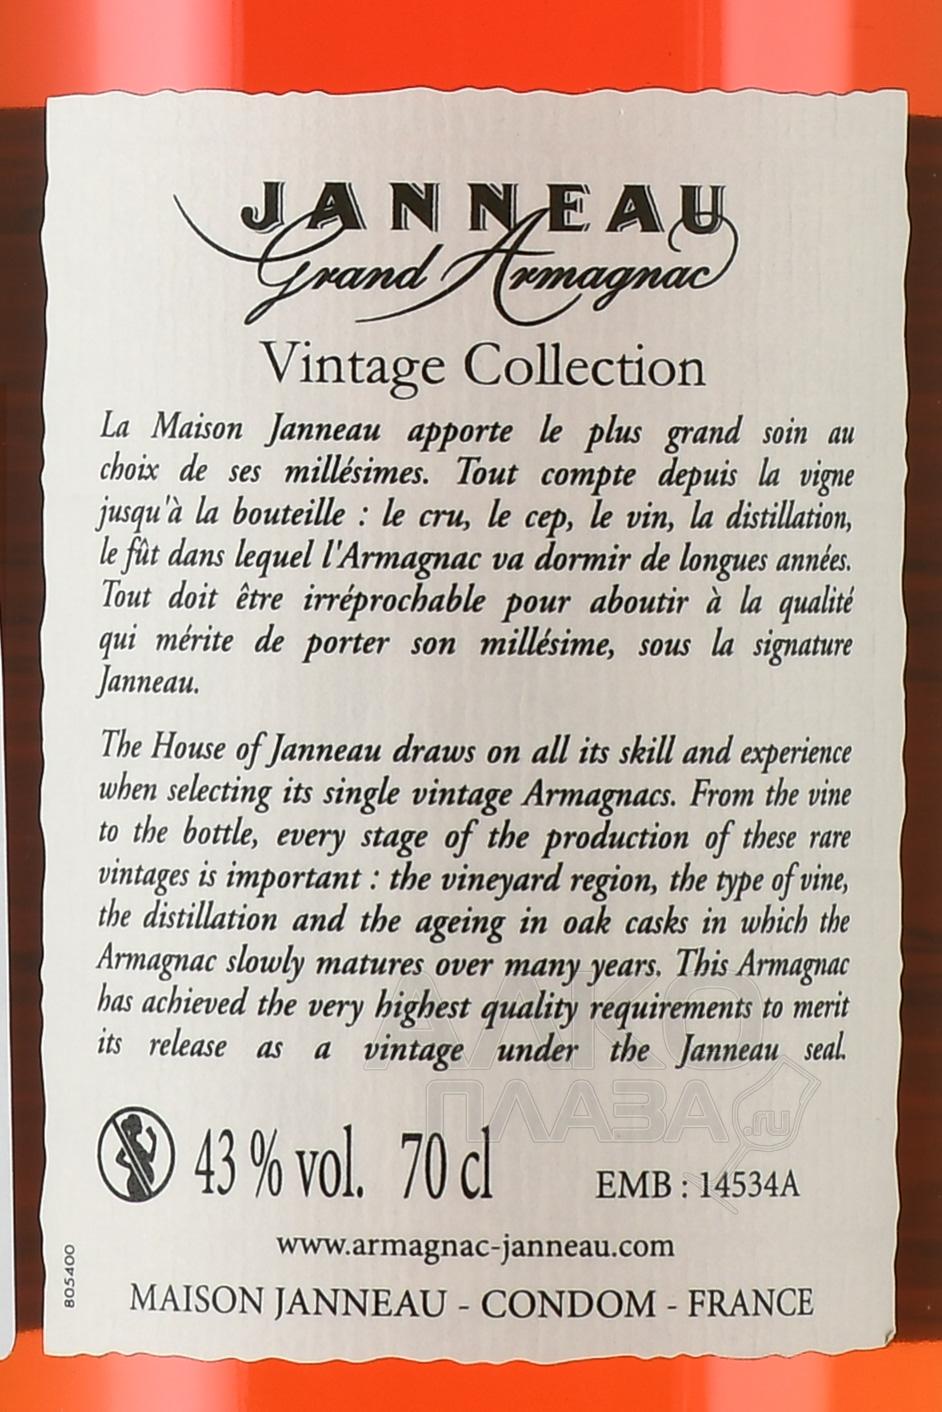 JANNEAU
Grand Armagnac
Vintage Collection
La Maison Janneau apporte le plus grand soin au
choix de ses millésimes. Tout compte depuis la vigne
jusqu'à la bouteille : le cru, le cep, le vin, la distillation,
le fût dans lequel l'Armagnac va dormir de longues années.
Tout doit être irréprochable pour aboutir à la qualité
qui mérite de porter son millésime, sous la signature
Janneau.
The House of Janneau draws on all its skill and experience
when selecting its single vintage Armagnacs. From the vine
to the bottle, every stage of the production of these rare
vintages is important : the vineyard region, the type of vine,
the distillation and the ageing in oak casks in which the
Armagnac slowly matures over many years. This Armagnac
has achieved the very highest quality requirements to merit
its release as a vintage under the Janneau seal.
АЛКО
ПЛАЗА.ru
43 % vol. 70 cl
EMB : 14534A
www.armagnac-janneau.com
805400
MAISON JANNEAU - CONDOM - FRANCE